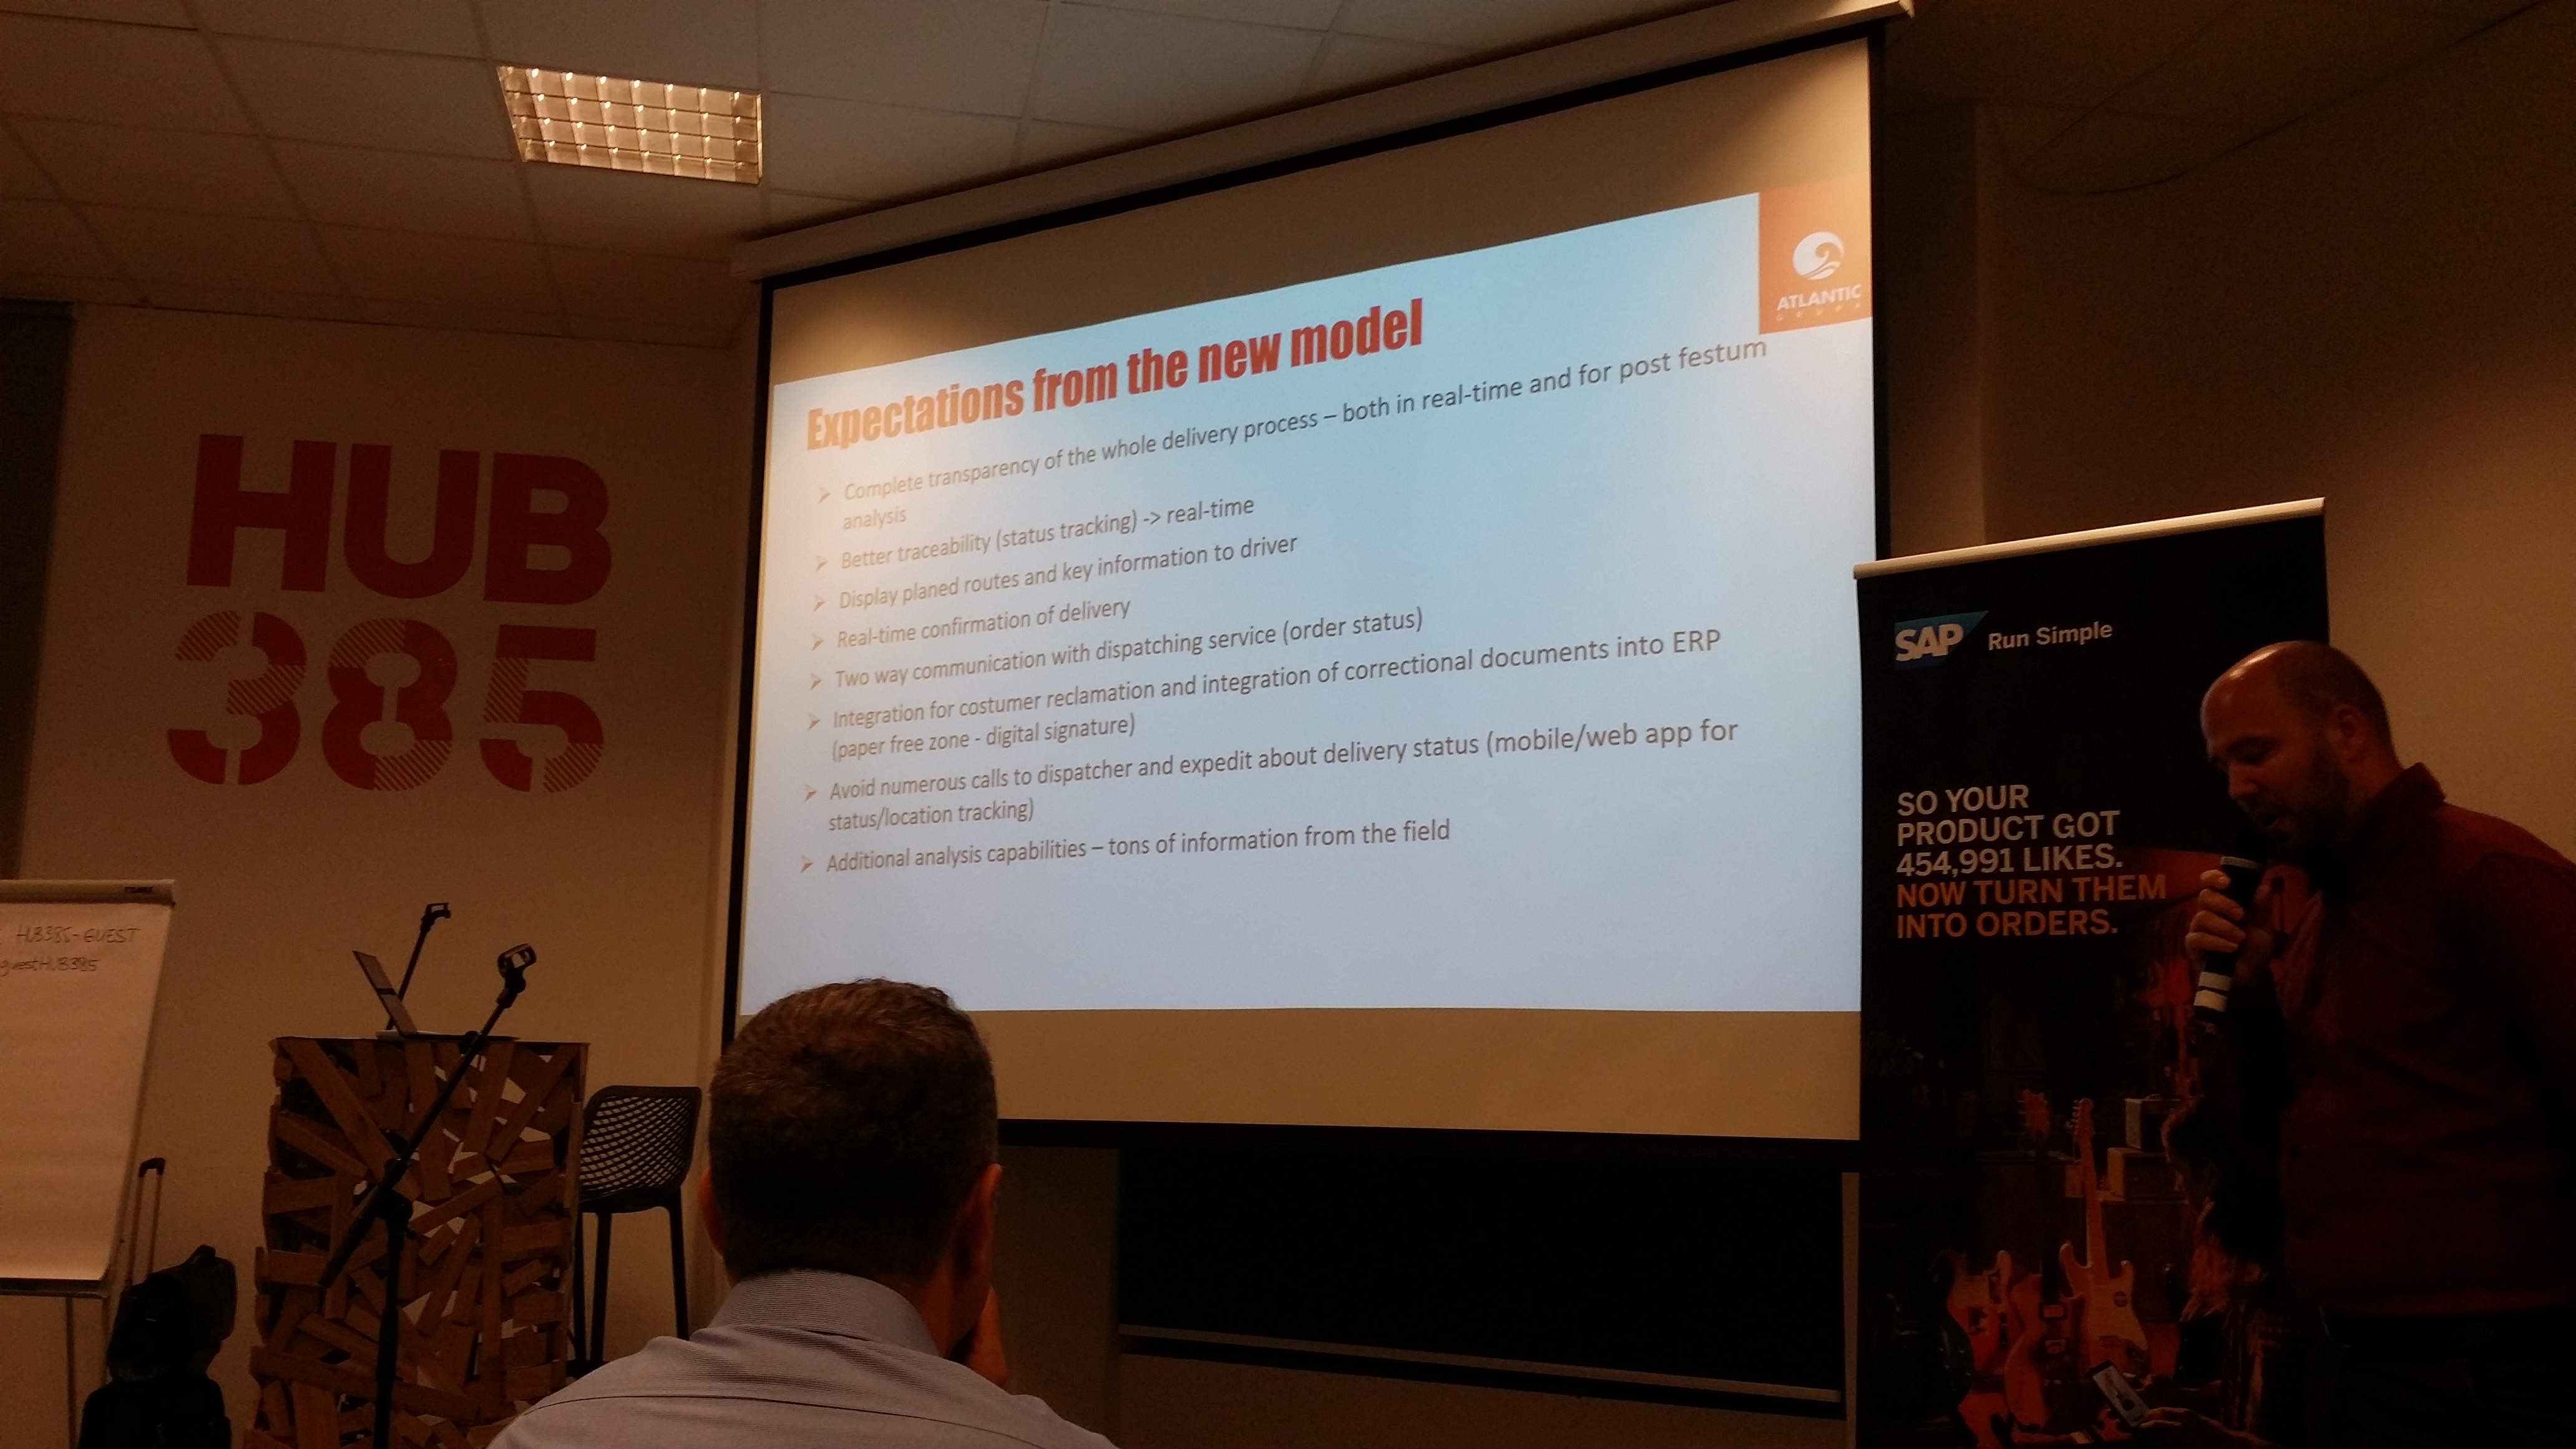 HUB
385
HUB385-GUEST
guestHUB385
ATLANTIC
GRUPA
Expectations from the new model
Complete transparency of the whole delivery process – both in real-time and for post festum
analysis
Better traceability (status tracking) -> real-time
Display planed routes and key information to driver
Real-time confirmation of delivery
Two way communication with dispatching service (order status)
Integration for costumer reclamation and integration of correctional documents into ERP
(paper free zone - digital signature)
Avoid numerous calls to dispatcher and expedit about delivery status (mobile/web app for
status/location tracking)
Additional analysis capabilities – tons of information from the field
SAP Run Simple
SO YOUR
PRODUCT GOT
454,991 LIKES.
NOW TURN THEM
INTO ORDERS.